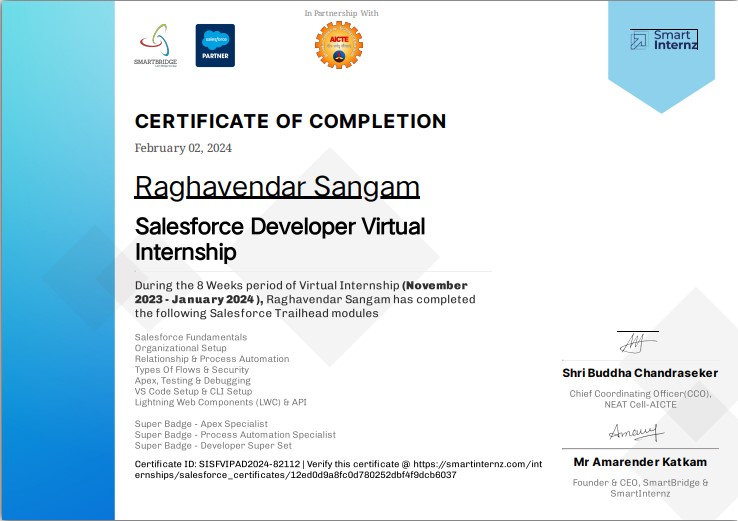 In Partnership With
SMARTBRIDGE
salesforce
PARTNER
AICTE
Smart
Internz
CERTIFICATE OF COMPLETION
February 02, 2024
Raghavendar Sangam
Salesforce Developer Virtual
Internship
During the 8 Weeks period of Virtual Internship (November
2023 - January 2024 ), Raghavendar Sangam has completed
the following Salesforce Trailhead modules
Salesforce Fundamentals
Organizational Setup
Relationship & Process Automation
Types Of Flows & Security
Apex, Testing & Debugging
VS Code Setup & CLI Setup
Lightning Web Components (LWC) & API
Super Badge - Apex Specialist
Super Badge - Process Automation Specialist
Super Badge - Developer Super Set
Certificate ID: SISFVIPAD2024-82112 | Verify this certificate @ https://smartinternz.com/int
ernships/salesforce_certificates/12ed0d9a8fc0d780252dbf4f9dcb6037
Shri Buddha Chandraseker
Chief Coordinating Officer(CCO),
NEAT Cell-AICTE
Mr Amarender Katkam
Founder & CEO, SmartBridge &
SmartInternz